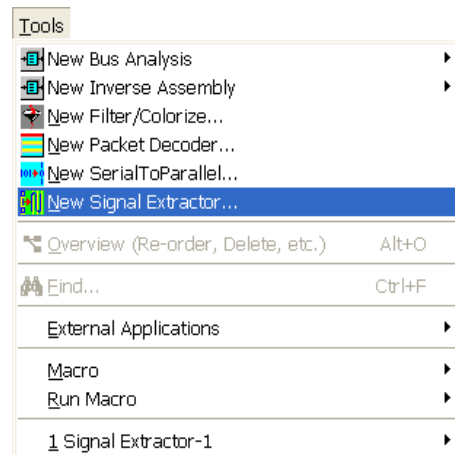 Tools
New Bus Analysis
New Inverse Assembly
New Filter/Colorize...
New Packet Decoder...
New SerialToParallel...
New Signal Extractor...
Overview (Re-order, Delete, etc.) Alt+O
Find... Ctrl+F
External Applications
Macro
Run Macro
1 Signal Extractor-1